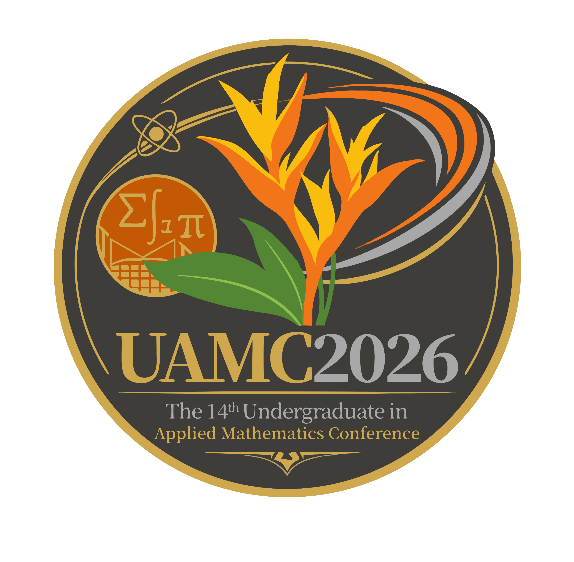 Σ∫π
UAMC2026
The 14th Undergraduate in
Applied Mathematics Conference